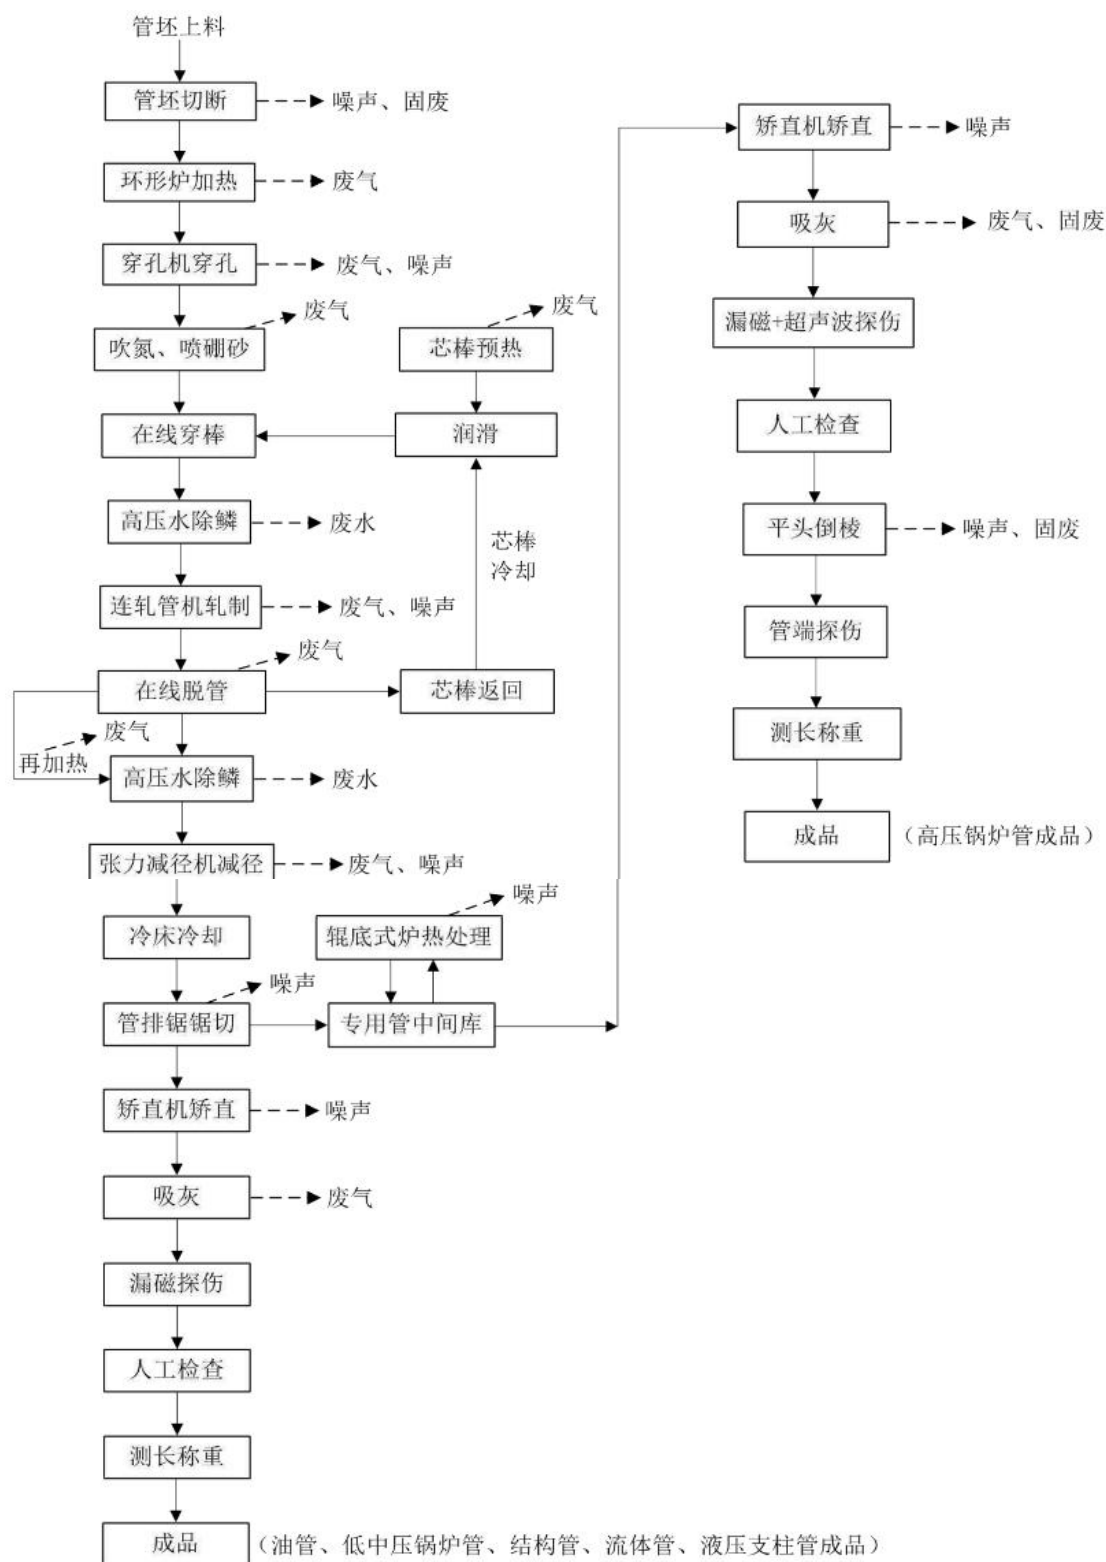 管坯上料
管坯切断
噪声、固废
环形炉加热
废气
穿孔机穿孔
废气、噪声
吹氮、喷硼砂
废气
芯棒预热
废气
在线穿棒
润滑
高压水除鳞
废水
芯棒
冷却
连轧管机轧制
废气、噪声
在线脱管
废气
芯棒返回
再加热
废气
高压水除鳞
废水
张力减径机减径
废气、噪声
冷床冷却
辊底式炉热处理
噪声
管排锯锯切
噪声
专用管中间库
矫直机矫直
噪声
吸灰
废气
漏磁探伤
人工检查
测长称重
成品
（油管、低中压锅炉管、结构管、流体管、液压支柱管成品）
矫直机矫直
噪声
吸灰
废气、固废
漏磁+超声波探伤
人工检查
平头倒棱
噪声、固废
管端探伤
测长称重
成品
（高压锅炉管成品）